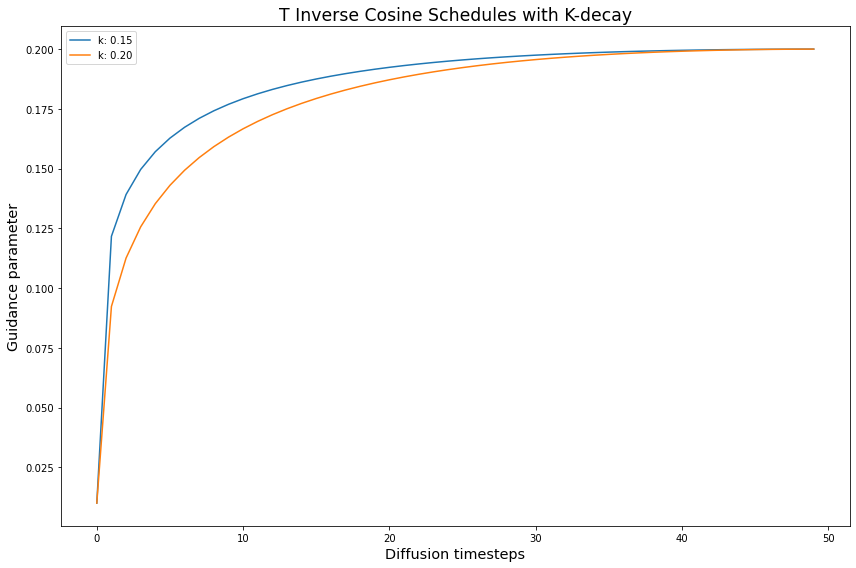 T Inverse Cosine Schedules with K-decay
k: 0.15
k: 0.20
Guidance parameter
0.200
0.175
0.150
0.125
0.100
0.075
0.050
0.025
0 10 20 30 40 50
Diffusion timesteps